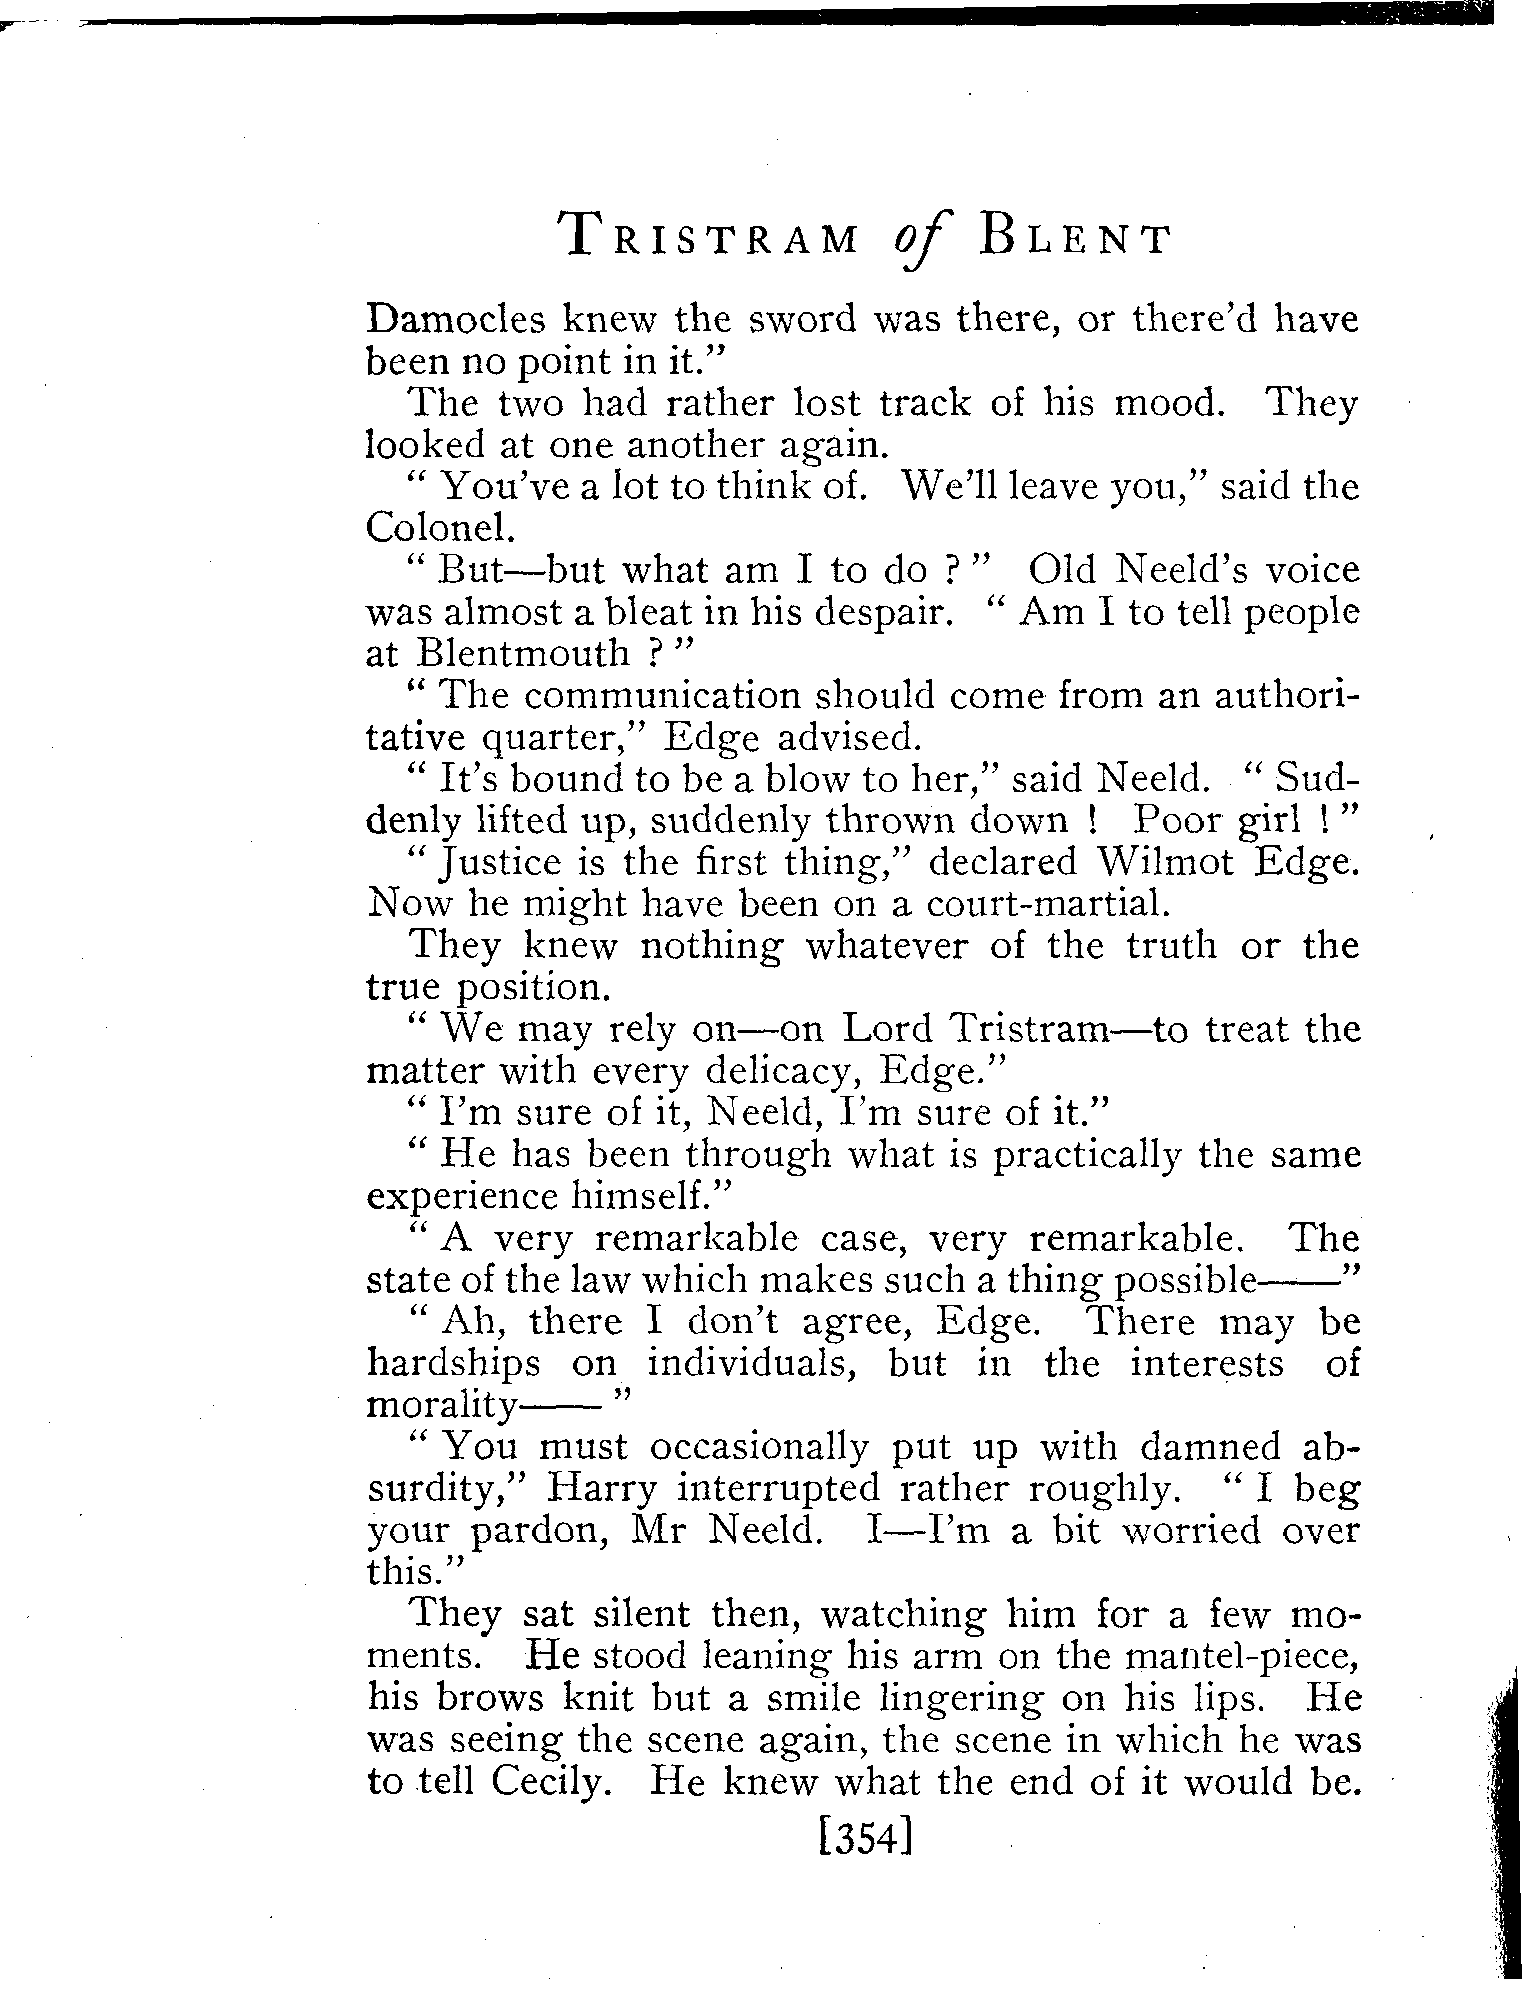 TRISTRAM of BLENT
Damocles knew the sword was there, or there'd have
been no point in it."
The two had rather lost track of his mood. They
looked at one another again.
" You've a lot to think of. We'll leave you," said the
Colonel.
" But—but what am I to do ? " Old Neeld's voice
was almost a bleat in his despair. " Am I to tell people
at Blentmouth ? "
" The communication should come from an authori-
tative quarter," Edge advised.
" It's bound to be a blow to her," said Neeld. " Sud-
denly lifted up, suddenly thrown down ! Poor girl ! "
" Justice is the first thing," declared Wilmot Edge.
Now he might have been on a court-martial.
They knew nothing whatever of the truth or the
true position.
" We may rely on—on Lord Tristram—to treat the
matter with every delicacy, Edge."
" I'm sure of it, Neeld, I'm sure of it."
" He has been through what is practically the same
experience himself."
" A very remarkable case, very remarkable. The
state of the law which makes such a thing possible——"
" Ah, there I don't agree, Edge. There may be
hardships on individuals, but in the interests of
morality—— "
" You must occasionally put up with damned ab-
surdity," Harry interrupted rather roughly. " I beg
your pardon, Mr Neeld. I—I'm a bit worried over
this."
They sat silent then, watching him for a few mo-
ments. He stood leaning his arm on the mantel-piece,
his brows knit but a smile lingering on his lips. He
was seeing the scene again, the scene in which he was
to tell Cecily. He knew what the end of it would be.
[354]